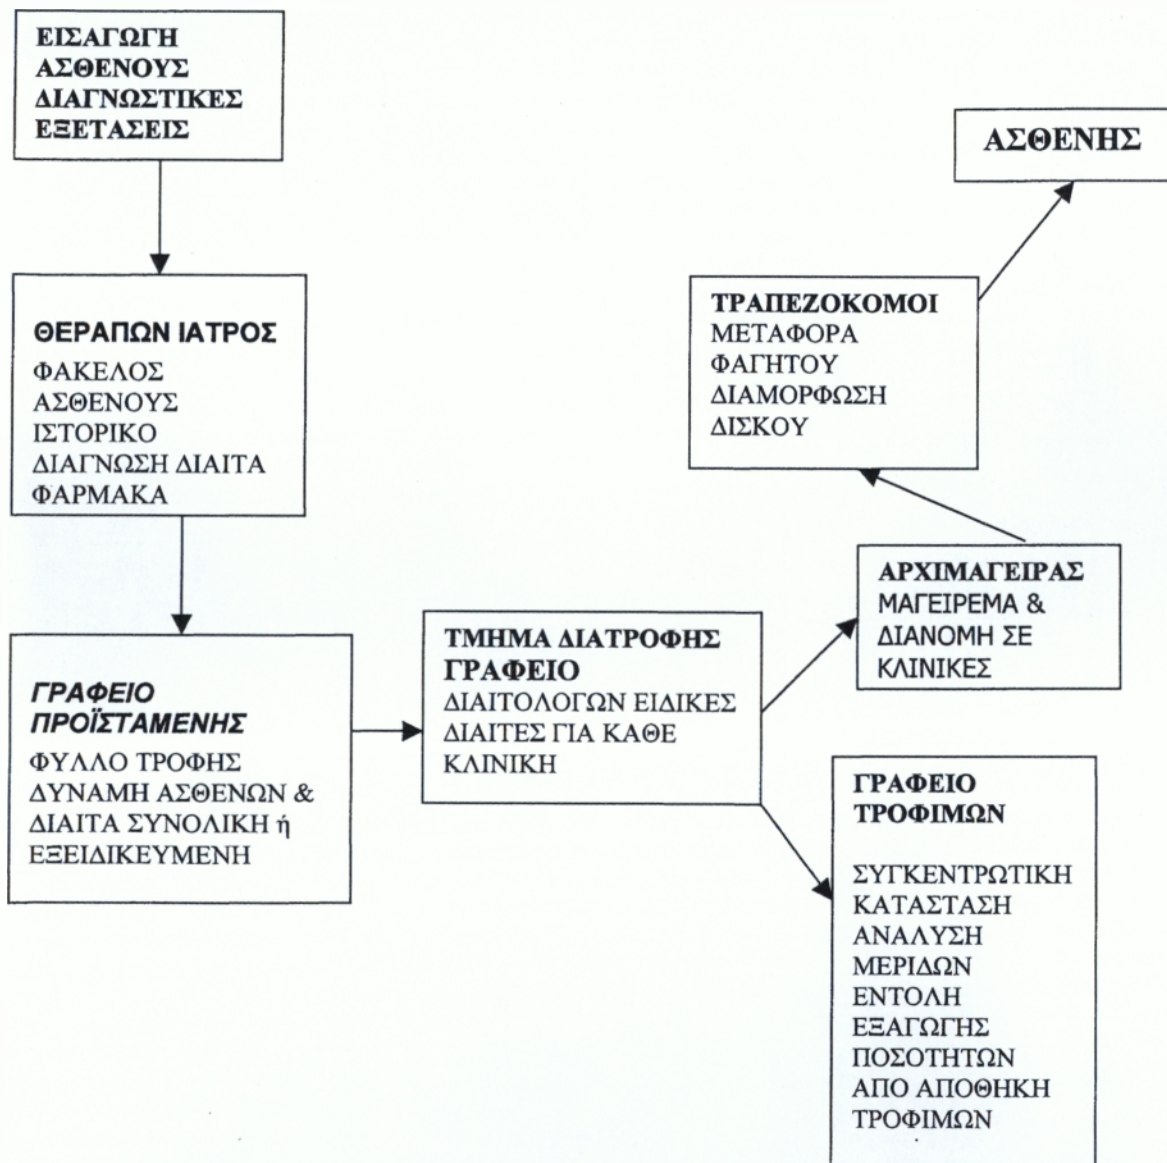 ΕΙΣΑΓΩΓΗ
ΑΣΘΕΝΟΥΣ
ΔΙΑΓΝΩΣΤΙΚΕΣ
ΕΞΕΤΑΣΕΙΣ
ΘΕΡΑΠΩΝ ΙΑΤΡΟΣ
ΦΑΚΕΛΟΣ
ΑΣΘΕΝΟΥΣ
ΙΣΤΟΡΙΚΟ
ΔΙΑΓΝΩΣΗ ΔΙΑΙΤΑ
ΦΑΡΜΑΚΑ
ΓΡΑΦΕΙΟ
ΠΡΟΪΣΤΑΜΕΝΗΣ
ΦΥΛΛΟ ΤΡΟΦΗΣ
ΔΥΝΑΜΗ ΑΣΘΕΝΩΝ &
ΔΙΑΙΤΑ ΣΥΝΟΛΙΚΗ ή
ΕΞΕΙΔΙΚΕΥΜΕΝΗ
ΤΜΗΜΑ ΔΙΑΤΡΟΦΗΣ
ΓΡΑΦΕΙΟ
ΔΙΑΙΤΟΛΟΓΩΝ ΕΙΔΙΚΕΣ
ΔΙΑΙΤΕΣ ΓΙΑ ΚΑΘΕ
ΚΛΙΝΙΚΗ
ΑΡΧΙΜΑΓΕΙΡΑΣ
ΜΑΓΕΙΡΕΜΑ &
ΔΙΑΝΟΜΗ ΣΕ
ΚΛΙΝΙΚΕΣ
ΤΡΑΠΕΖΟΚΟΜΟΙ
ΜΕΤΑΦΟΡΑ
ΦΑΓΗΤΟΥ
ΔΙΑΜΟΡΦΩΣΗ
ΔΙΣΚΟΥ
ΑΣΘΕΝΗΣ
ΓΡΑΦΕΙΟ
ΤΡΟΦΙΜΩΝ
ΣΥΓΚΕΝΤΡΩΤΙΚΗ
ΚΑΤΑΣΤΑΣΗ
ΑΝΑΛΥΣΗ
ΜΕΡΙΔΩΝ
ΕΝΤΟΛΗ
ΕΞΑΓΩΓΗΣ
ΠΟΣΟΤΗΤΩΝ
ΑΠΟ ΑΠΟΘΗΚΗ
ΤΡΟΦΙΜΩΝ